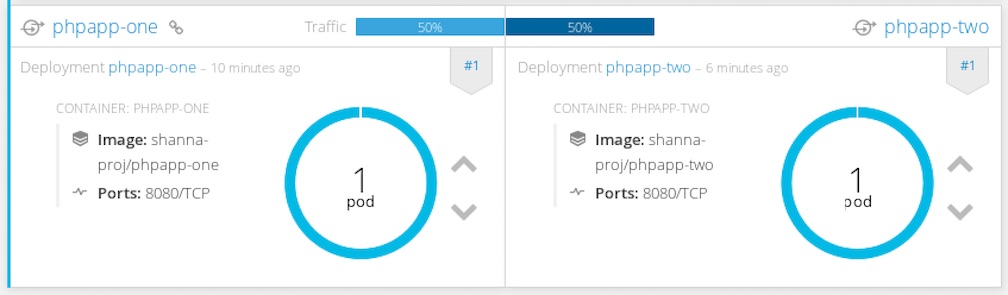 phpapp-one
Traffic
50%
50%
phpapp-two
Deployment phpapp-one – 10 minutes ago
#1
CONTAINER: PHPAPP-ONE
Image: shanna-
proj/phpapp-one
Ports: 8080/TCP
1
pod
Deployment phpapp-two – 6 minutes ago
#1
CONTAINER: PHPAPP-TWO
Image: shanna-
proj/phpapp-two
Ports: 8080/TCP
1
pod